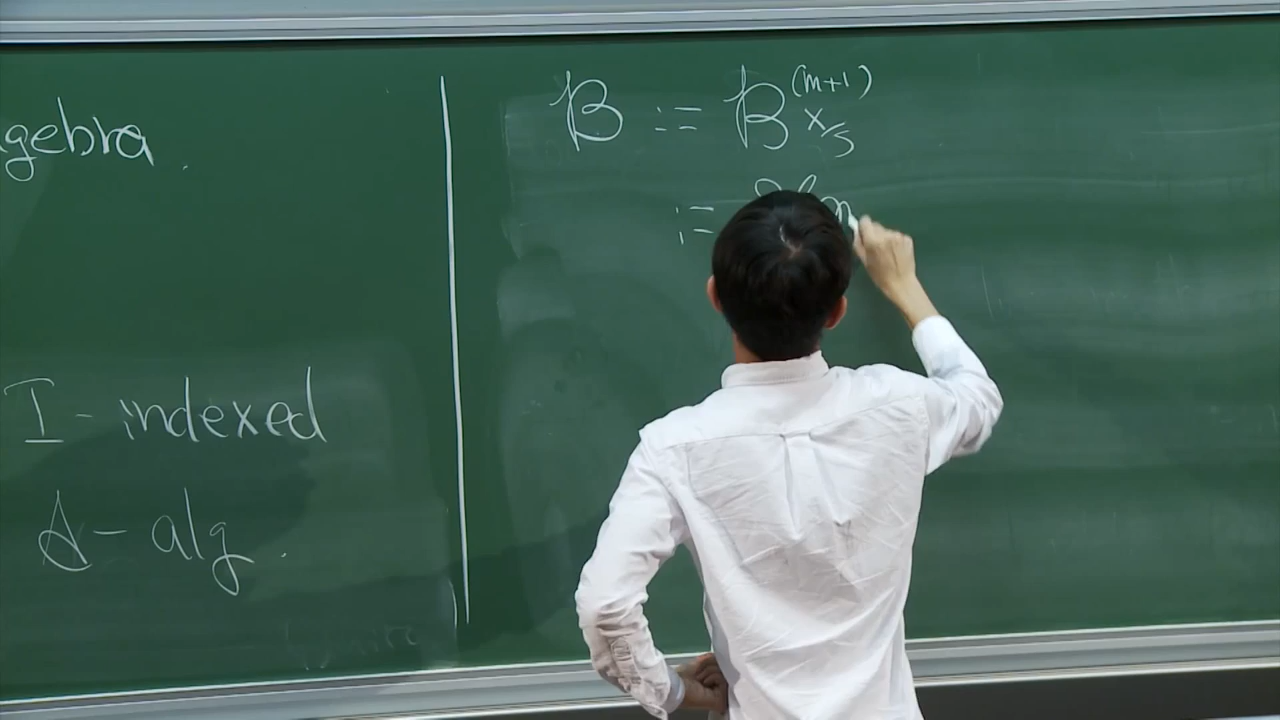 gebra.
I - indexed
A - alg.
B := B^{(m+1)}_{X/S}
:=